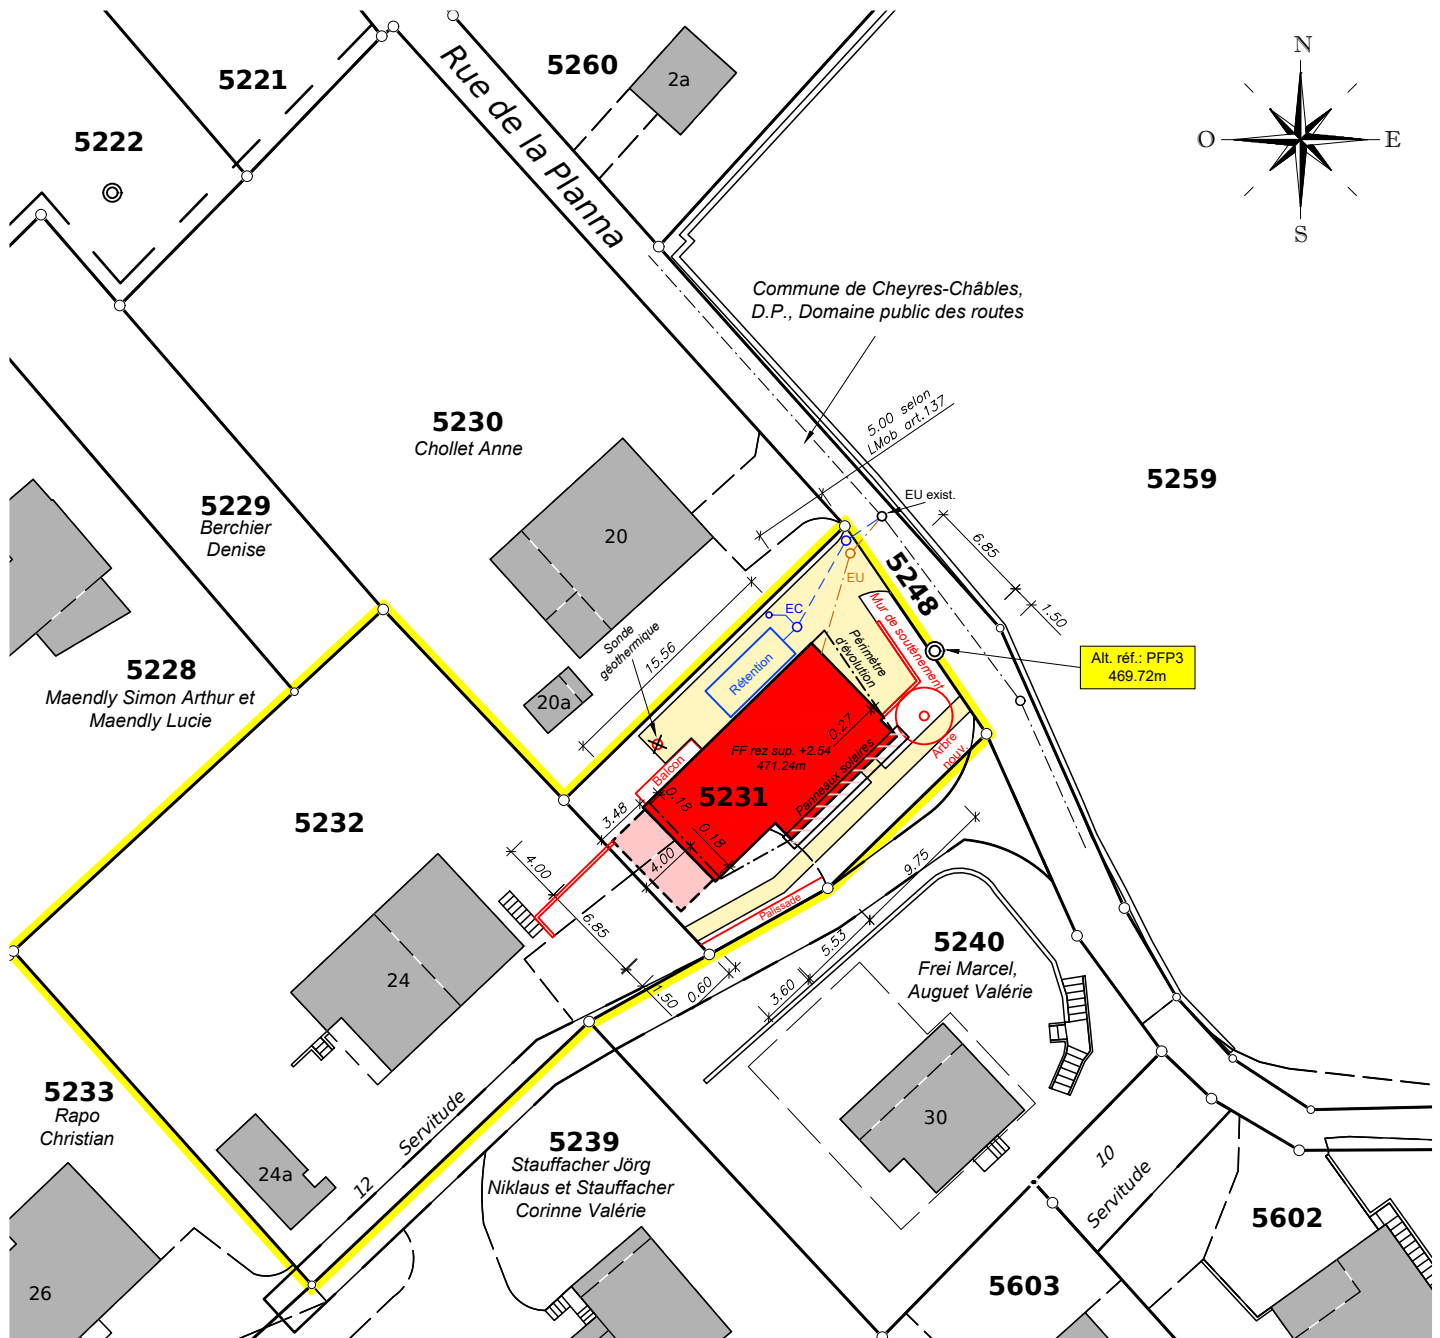 5221
5222
5260
2a
Rue de la Planna
N
O
E
S
Commune de Cheyres-Châbles,
D.P., Domaine public des routes
5230
Chollet Anne
5.00 selon
LMob art.137
5259
5229
Berchier
Denise
20
EU exist.
6.85
1.50
5248
EU
EC
Mur de soutènement
Périmètre
d'évolution
Sonde
géothermique
15.56
Rétention
Alt. réf.: PFP3
469.72m
5228
Maendly Simon Arthur et
Maendly Lucie
20a
0.27
FF rez sup. +2.54
471.24m
Balcon
5231
Panneaux solaires
Arbre
nouv.
5232
3.48
0.18
0.18
4.00
4.00
6.85
9.75
Palissade
5.53
5240
Frei Marcel,
Auguet Valérie
24
1.50
0.60
3.60
5233
Rapo
Christian
Servitude
12
24a
5239
Stauffacher Jörg
Niklaus et Stauffacher
Corinne Valérie
30
10
Servitude
5602
26
5603